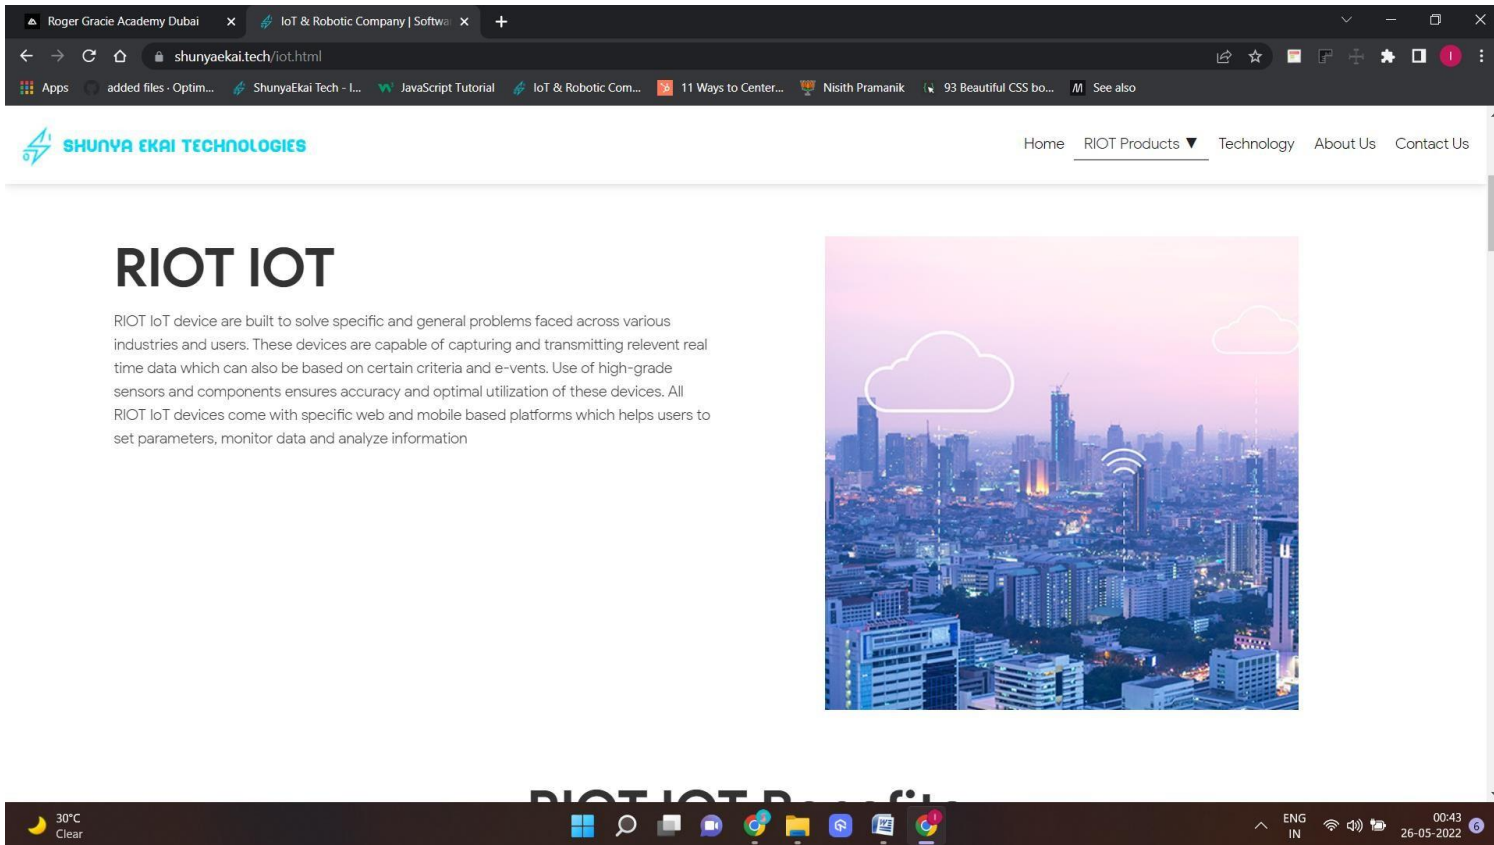 Roger Gracie Academy Dubai
IoT & Robotic Company | Softwar
shunyaekai.tech/iot.html
Apps added files · Optim... ShunyaEkai Tech - I... JavaScript Tutorial IoT & Robotic Com... 11 Ways to Center... Nisith Pramanik 93 Beautiful CSS bo... See also
SHUNYA EKAI TECHNOLOGIES
Home RIOT Products ▼ Technology About Us Contact Us
RIOT IOT
RIOT IoT device are built to solve specific and general problems faced across various
industries and users. These devices are capable of capturing and transmitting relevent real
time data which can also be based on certain criteria and e-vents. Use of high-grade
sensors and components ensures accuracy and optimal utilization of these devices. All
RIOT IoT devices come with specific web and mobile based platforms which helps users to
set parameters, monitor data and analyze information
RIOT IOT Benefits
30°C
Clear
ENG
IN
00:43
26-05-2022
6